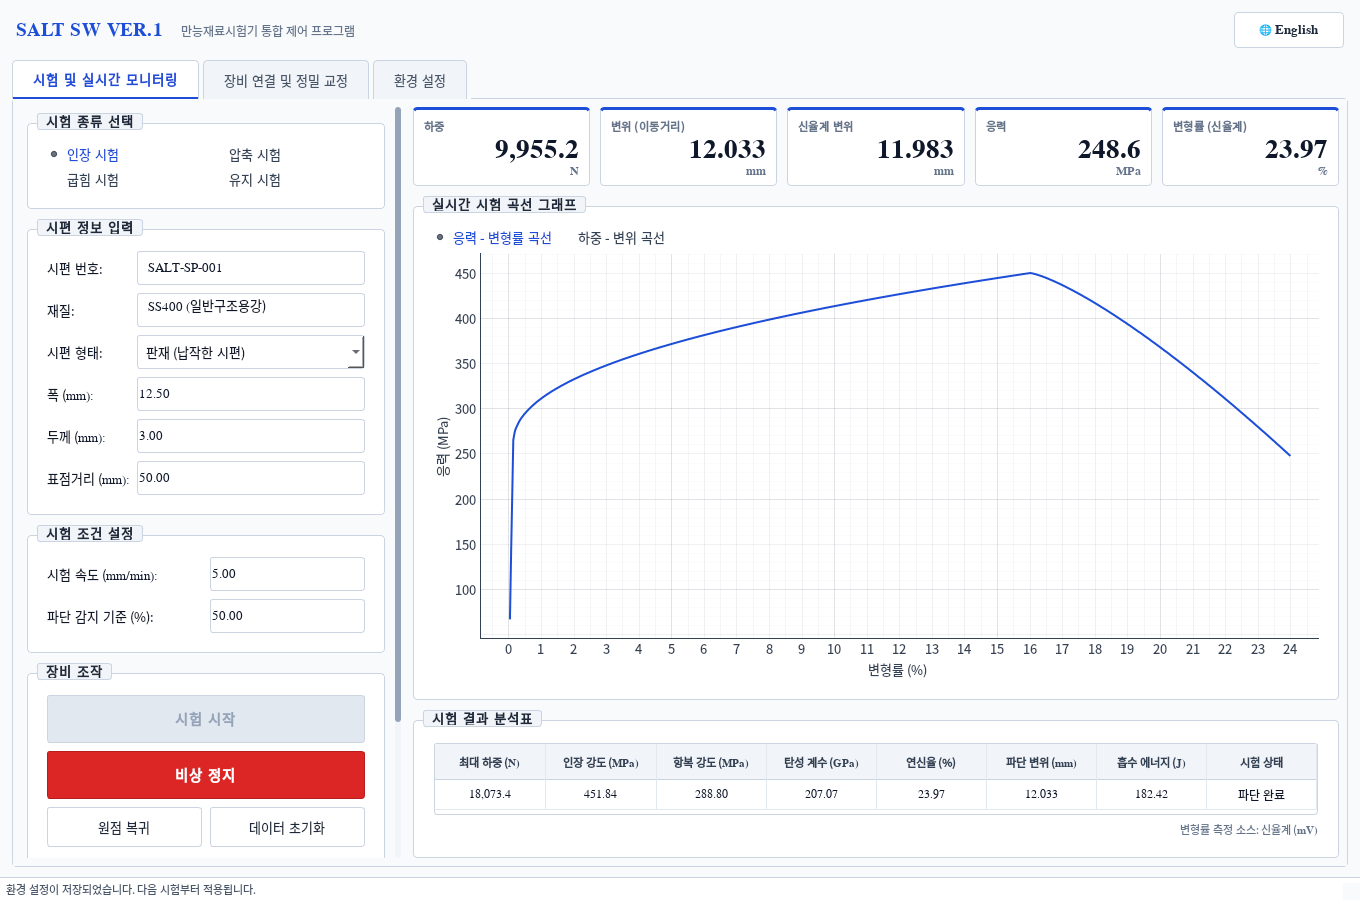 SALT SW VER.1 만능재료시험기 통합 제어 프로그램 🌐 English
시험 및 실시간 모니터링 장비 연결 및 정밀 교정 환경 설정
시험 종류 선택
인장 시험 압축 시험
굽힘 시험 유지 시험
시편 정보 입력
시편 번호: SALT-SP-001
재질: SS400 (일반구조용강)
시편 형태: 판재 (납작한 시편)
폭 (mm): 12.50
두께 (mm): 3.00
표점거리 (mm): 50.00
시험 조건 설정
시험 속도 (mm/min): 5.00
파단 감지 기준 (%): 50.00
장비 조작
시험 시작
비상 정지
원점 복귀 데이터 초기화
하중
9,955.2
N
변위 (이동거리)
12.033
mm
신율계 변위
11.983
mm
응력
248.6
MPa
변형률 (신율계)
23.97
%
실시간 시험 곡선 그래프
응력 - 변형률 곡선 하중 - 변위 곡선
450
400
350
300
250
200
150
100
응력 (MPa)
0 1 2 3 4 5 6 7 8 9 10 11 12 13 14 15 16 17 18 19 20 21 22 23 24
변형률 (%)
시험 결과 분석표
최대 하중 (N) 인장 강도 (MPa) 항복 강도 (MPa) 탄성 계수 (GPa) 연신율 (%) 파단 변위 (mm) 흡수 에너지 (J) 시험 상태
18,073.4 451.84 288.80 207.07 23.97 12.033 182.42 파단 완료
변형률 측정 소스: 신율계 (mV)
환경 설정이 저장되었습니다. 다음 시험부터 적용됩니다.